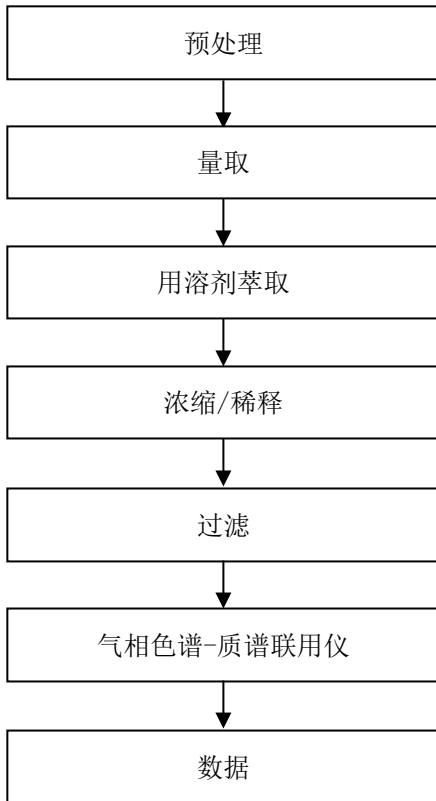 预处理
量取
用溶剂萃取
浓缩/稀释
过滤
气相色谱-质谱联用仪
数据